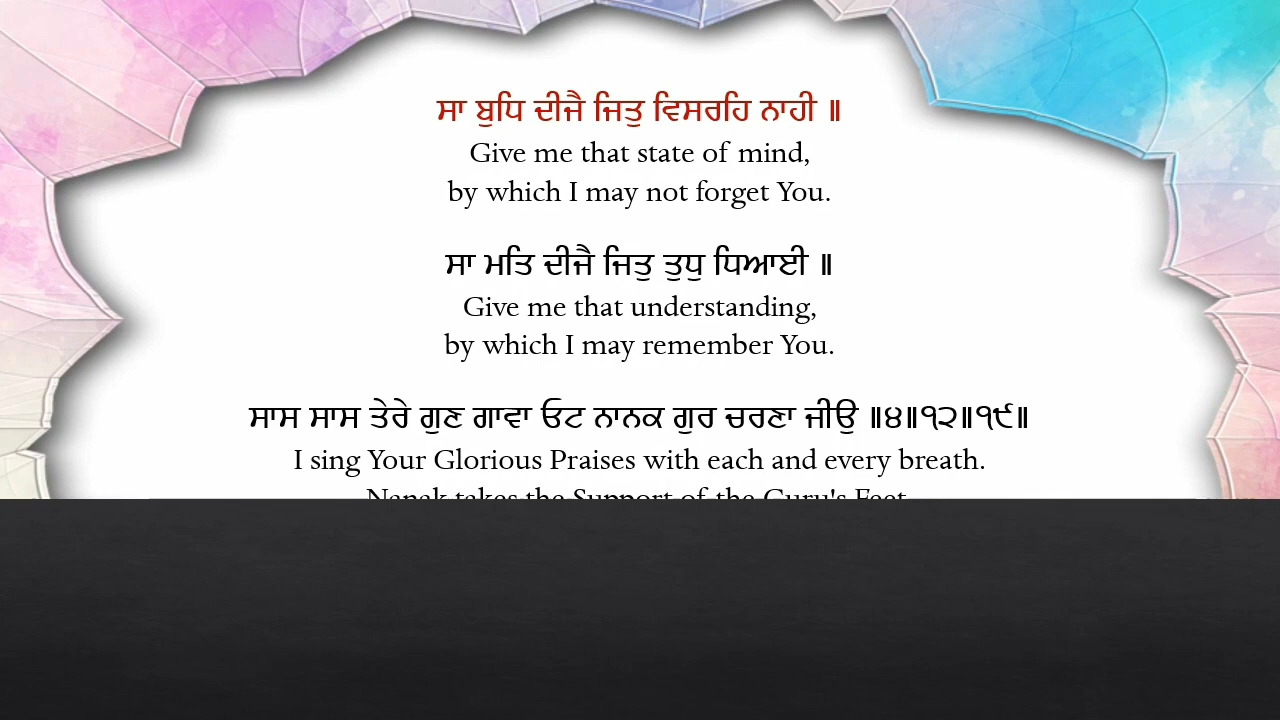 ਸਾ ਬੁਧਿ ਦੀਜੈ ਜਿਤੁ ਵਿਸਰਹਿ ਨਾਹੀ ॥
Give me that state of mind,
by which I may not forget You.
ਸਾ ਮਤਿ ਦੀਜੈ ਜਿਤੁ ਤੁਧੁ ਧਿਆਈ ॥
Give me that understanding,
by which I may remember You.
ਸਾਸ ਸਾਸ ਤੇਰੇ ਗੁਣ ਗਾਵਾ ਓਟ ਨਾਨਕ ਗੁਰ ਚਰਣਾ ਜੀਉ ॥੪॥੧੨॥੧੯॥
I sing Your Glorious Praises with each and every breath.
Nanak takes the Support of the Guru's Feet